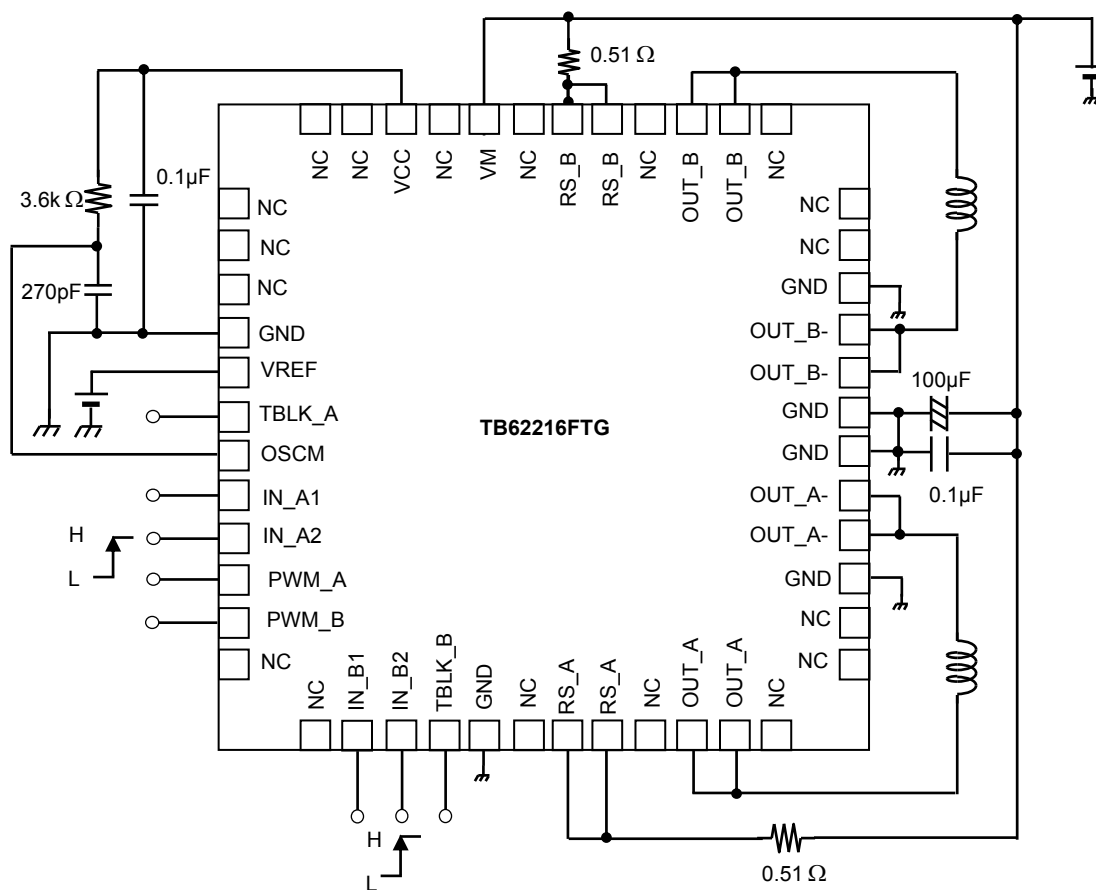 0.51 Ω
NC
NC
VCC
NC
VM
NC
RS_B
RS_B
NC
OUT_B
OUT_B
NC
3.6k Ω
0.1µF
270pF
NC
NC
NC
GND
VREF
TBLK_A
OSCM
IN_A1
IN_A2
PWM_A
PWM_B
NC
H
L
TB62216FTG
NC
NC
GND
OUT_B-
OUT_B-
GND
GND
OUT_A-
OUT_A-
GND
NC
NC
100µF
0.1µF
NC
IN_B1
IN_B2
TBLK_B
GND
NC
RS_A
RS_A
NC
OUT_A
OUT_A
NC
H
L
0.51 Ω